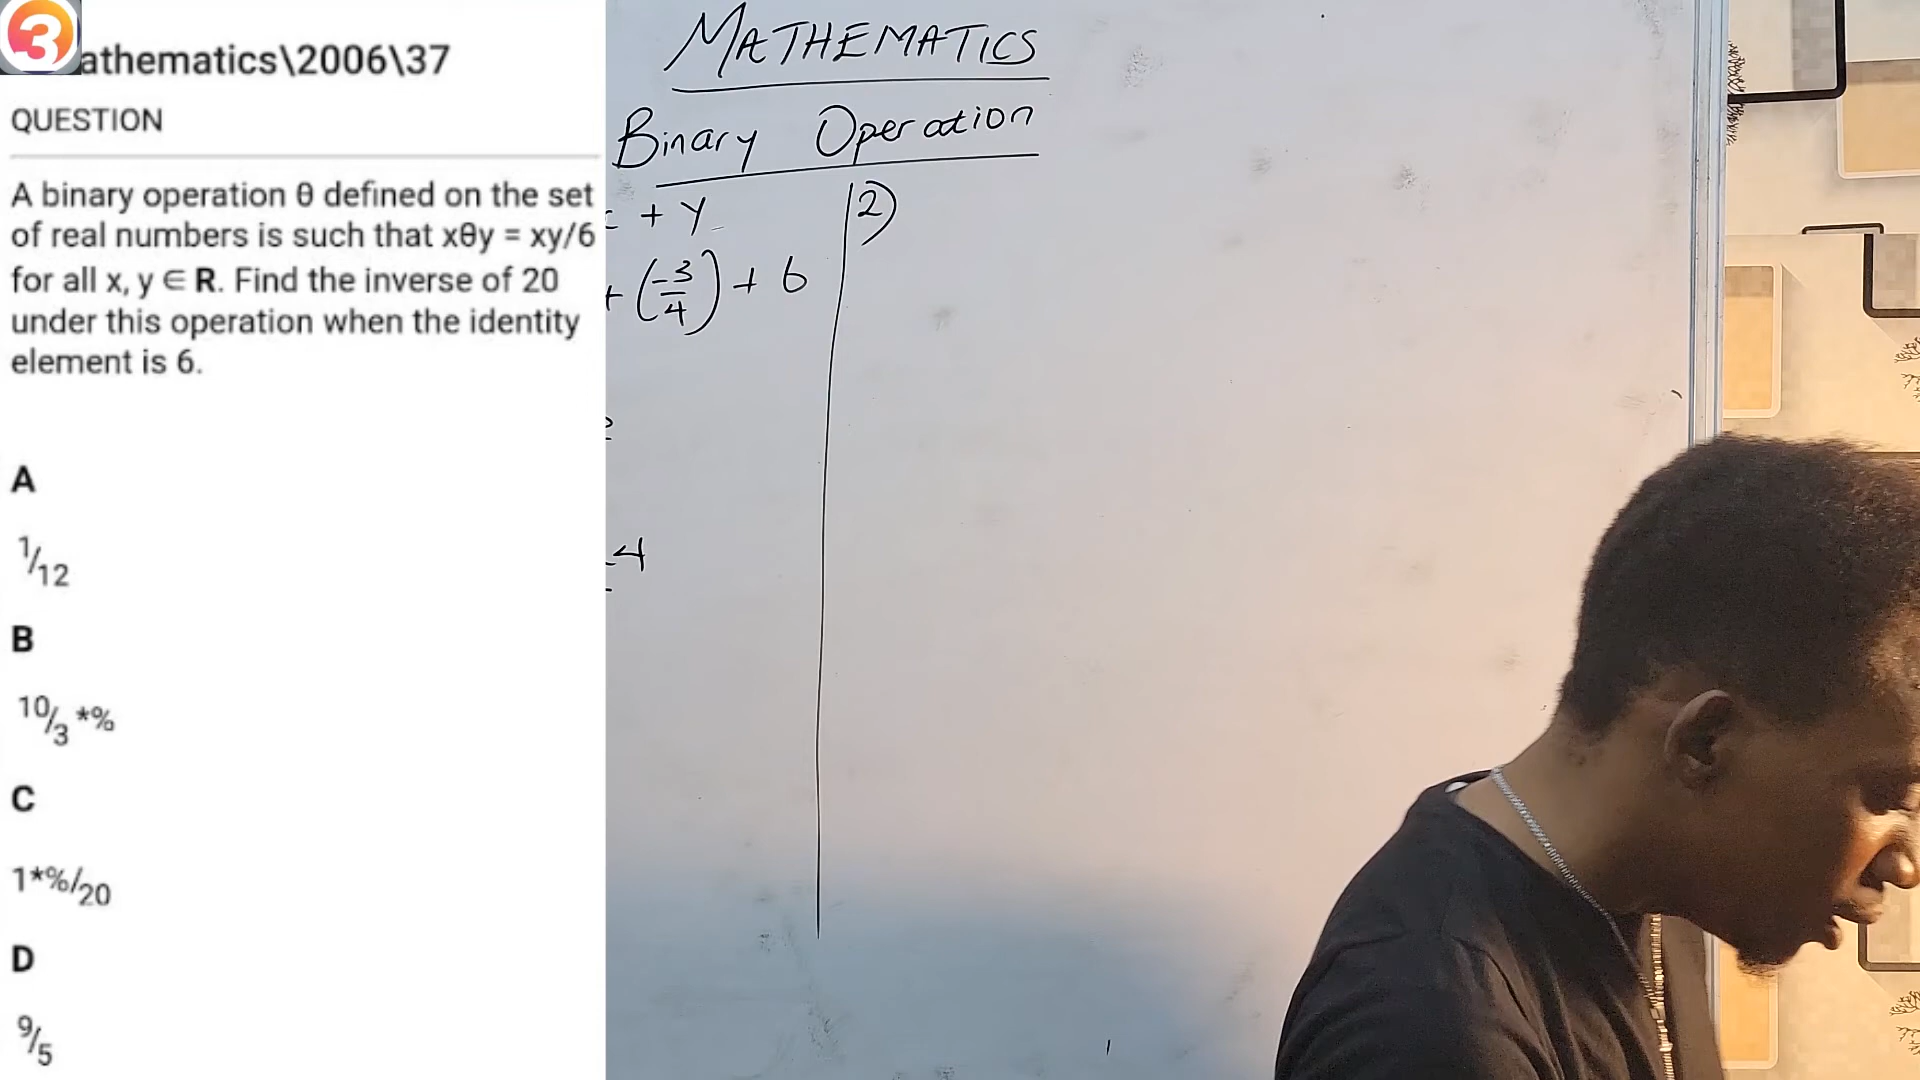 3
athematics\2006\37
QUESTION
A binary operation θ defined on the set
of real numbers is such that xθy = xy/6
for all x, y ∈ R. Find the inverse of 20
under this operation when the identity
element is 6.
A
1/12
B
10/3 *%
C
1*%/20
D
9/5
MATHEMATICS
Binary Operation
+ y
+ (-3/4) + 6
4
2)